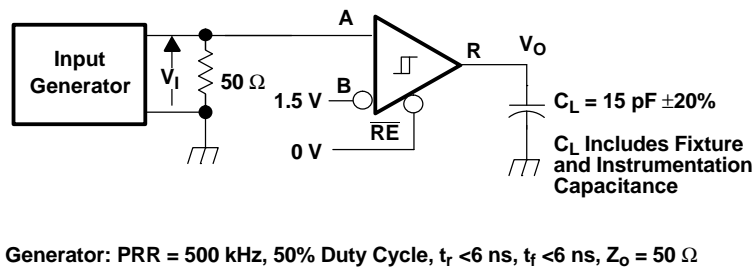 Input
Generator
V_I
50 Ω
A
B
1.5 V
R̅E̅
0 V
R
V_O
C_L = 15 pF ±20%
C_L Includes Fixture
and Instrumentation
Capacitance
Generator: PRR = 500 kHz, 50% Duty Cycle, t_r <6 ns, t_f <6 ns, Z_o = 50 Ω